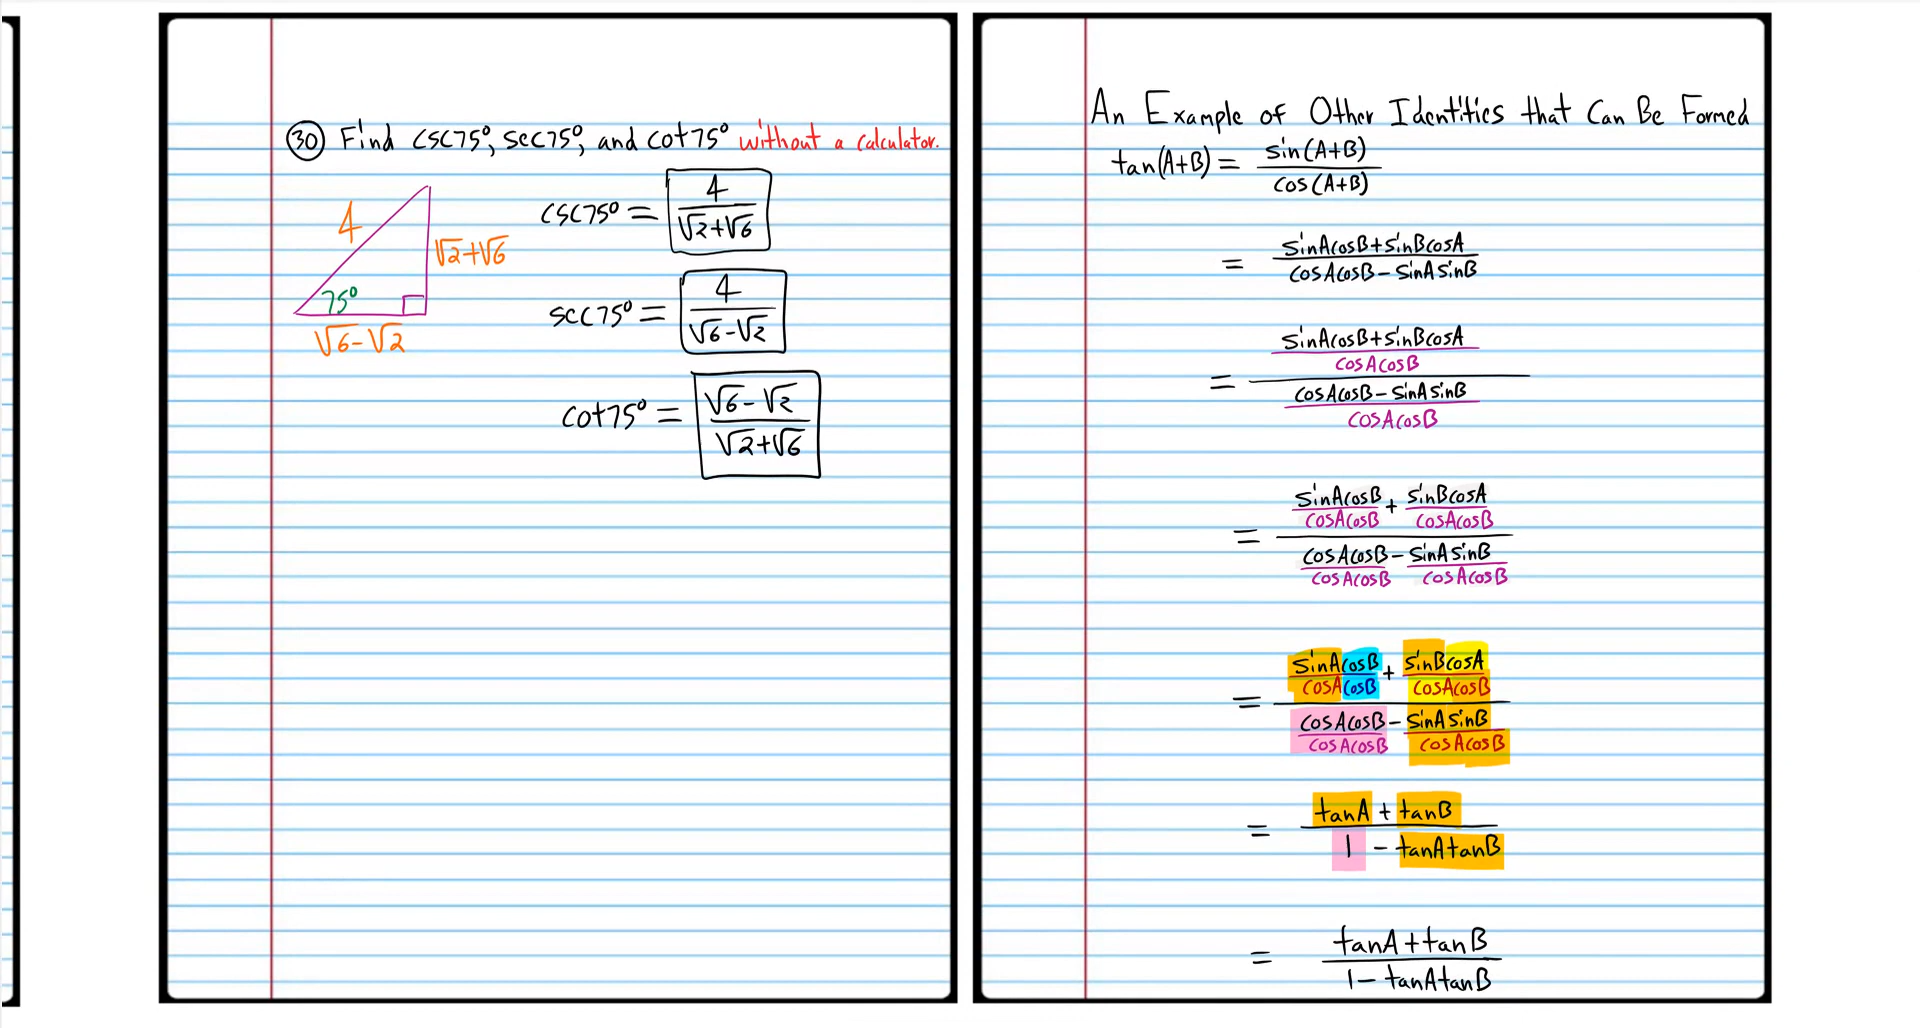 30 Find csc75°, sec75°, and cot75° without a calculator.
4
√2+√6
75°
√6-√2
csc75° = 4/(√2+√6)
sec75° = 4/(√6-√2)
cot75° = (√6-√2)/(√2+√6)
An Example of Other Identities that Can Be Formed
tan(A+B) = sin(A+B)/cos(A+B)
= (sinAcosB+sinBcosA)/(cosAcosB-sinAsinB)
= ((sinAcosB+sinBcosA)/(cosAcosB))/((cosAcosB-sinAsinB)/(cosAcosB))
= (sinAcosB/cosAcosB + sinBcosA/cosAcosB)/(cosAcosB/cosAcosB - sinAsinB/cosAcosB)
= (sinAcosB/cosAcosB + sinBcosA/cosAcosB)/(cosAcosB/cosAcosB - sinAsinB/cosAcosB)
= (tanA + tanB)/(1 - tanAtanB)
= (tanA+tanB)/(1-tanAtanB)